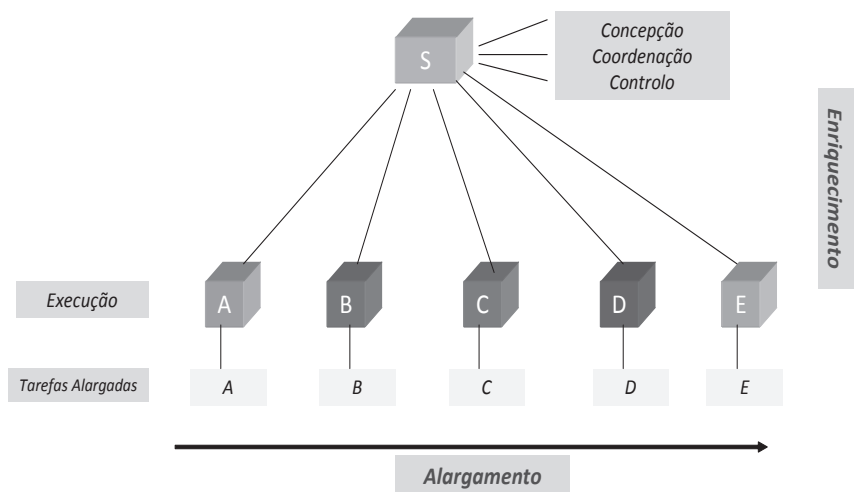 S
Concepção
Coordenação
Controlo
Enriquecimento
Execução
A
B
C
D
E
Tarefas Alargadas
A
B
C
D
E
Alargamento